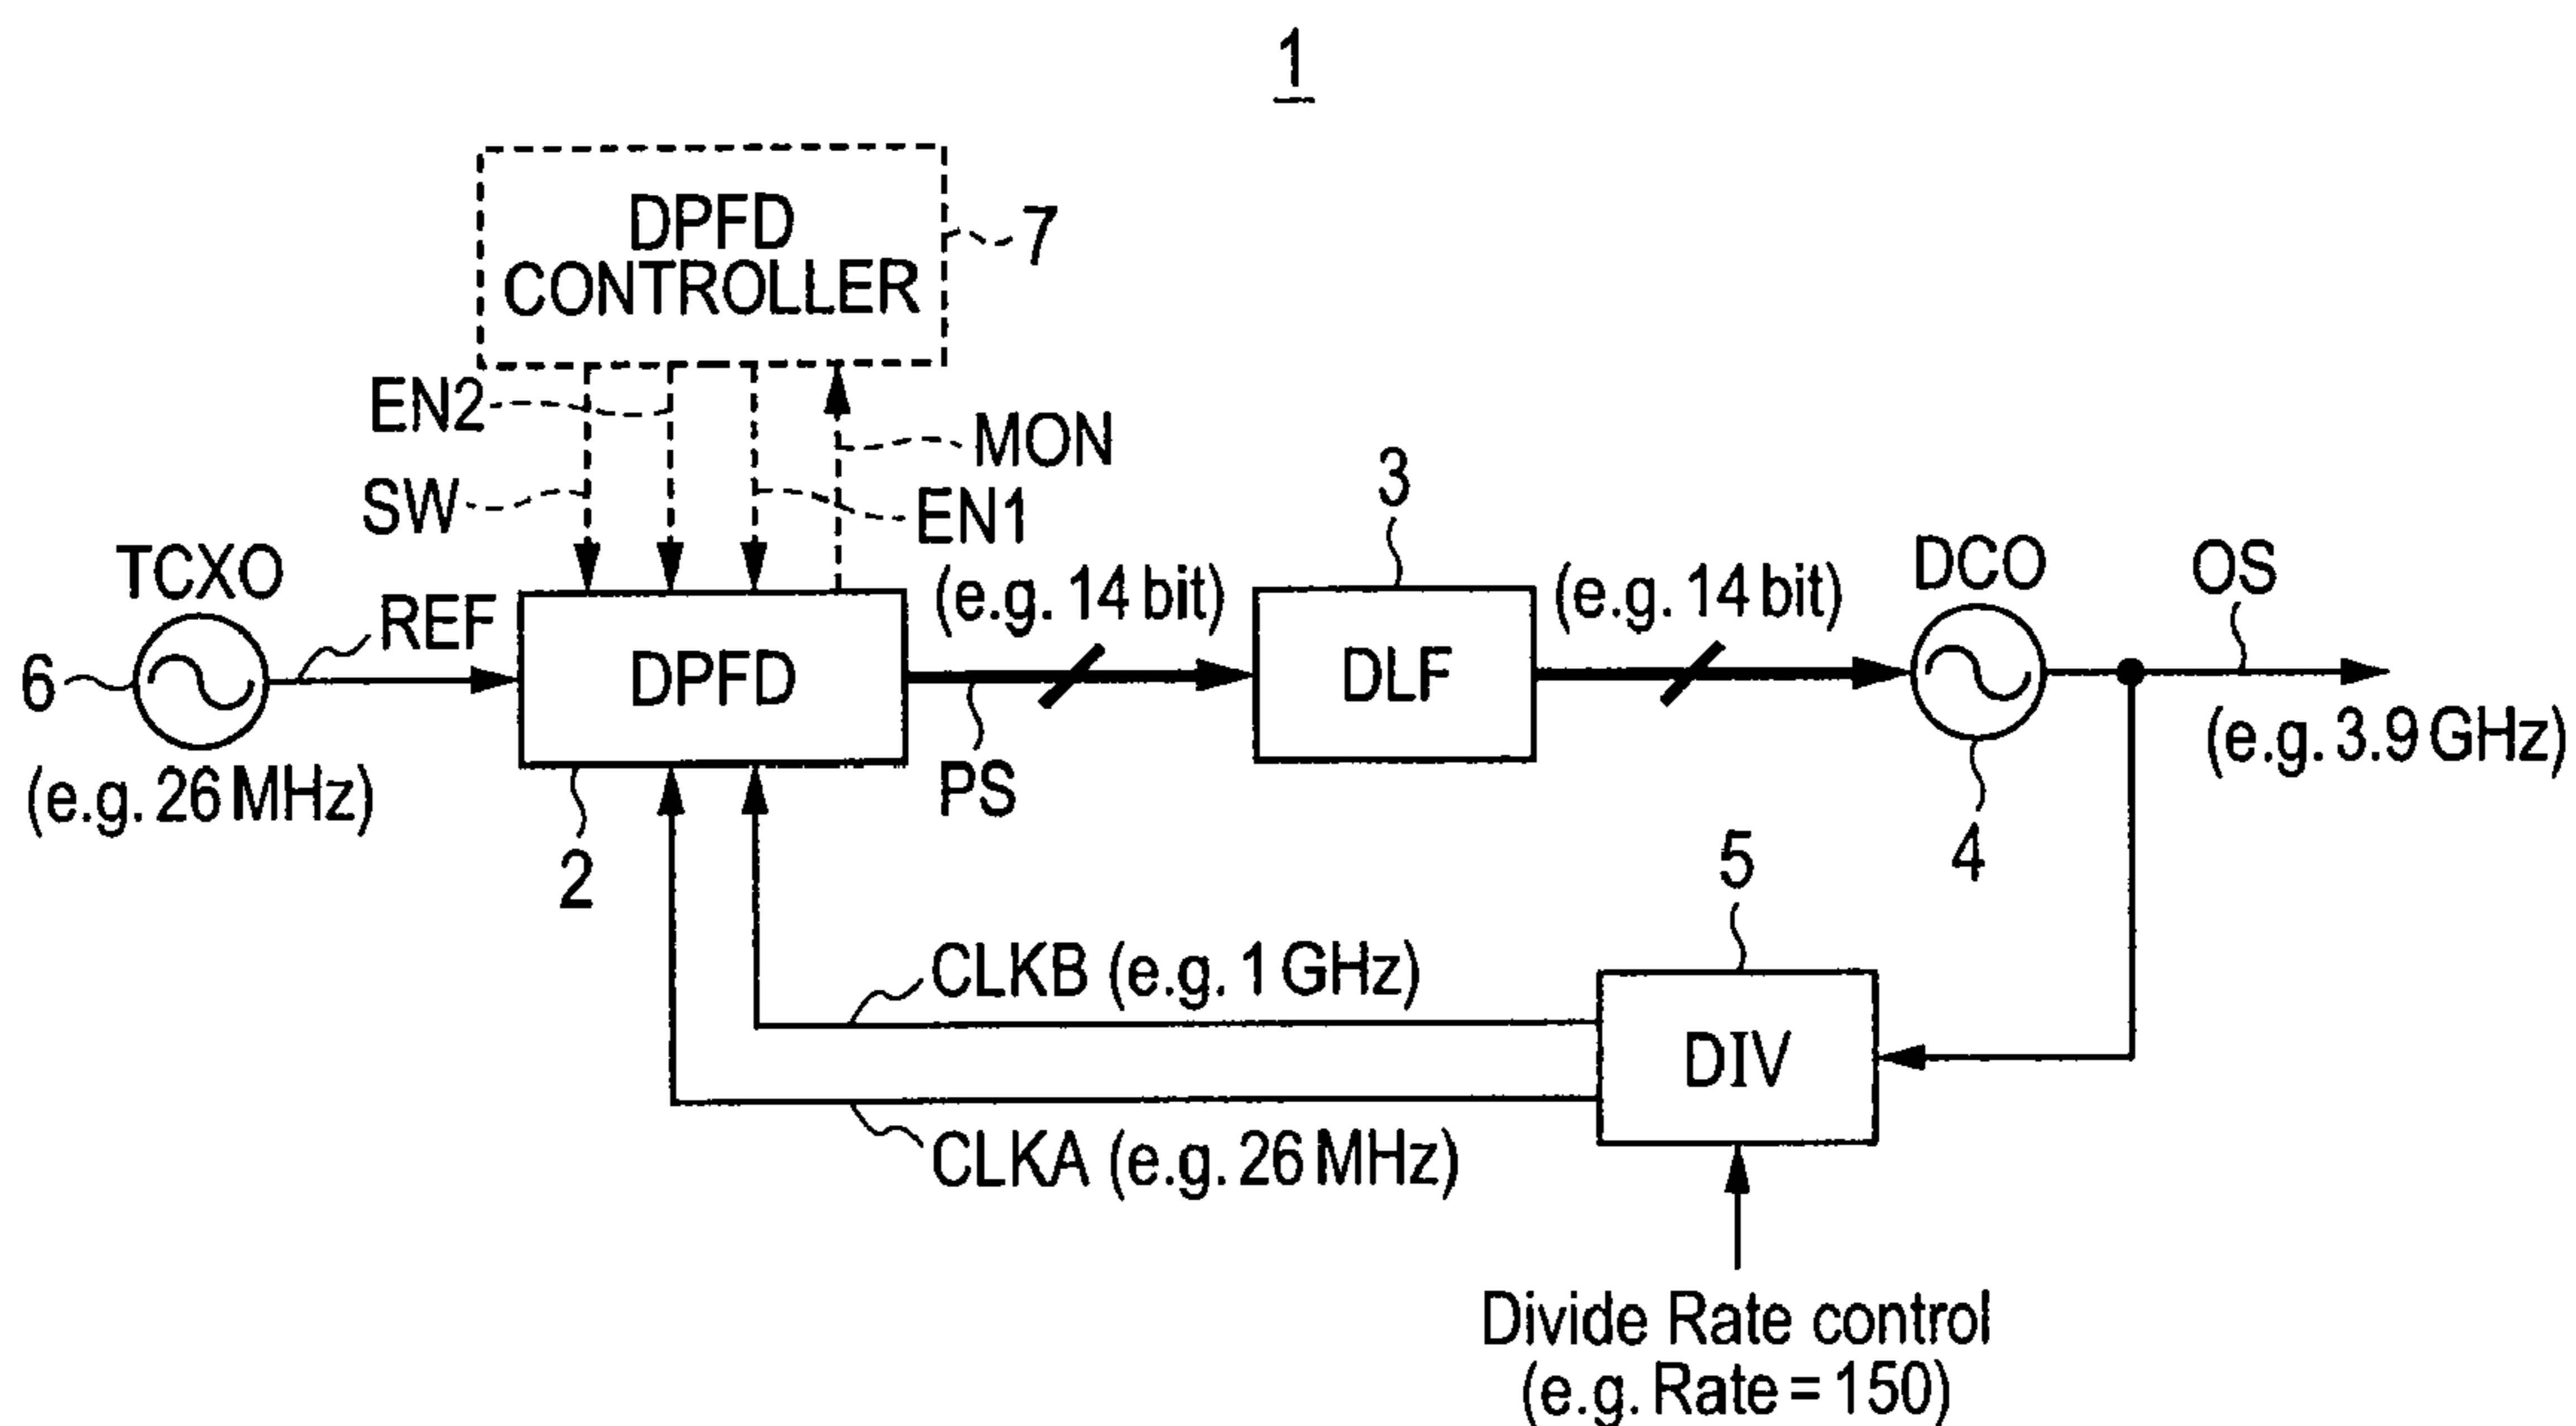 1
DPFD
CONTROLLER
7
EN2
MON
SW
EN1
3
TCXO
REF
(e.g. 14 bit)
(e.g. 14 bit)
DCO
OS
6
DPFD
DLF
(e.g. 26 MHz)
PS
(e.g. 3.9 GHz)
2
4
5
CLKB (e.g. 1 GHz)
DIV
CLKA (e.g. 26 MHz)
Divide Rate control
(e.g. Rate = 150)